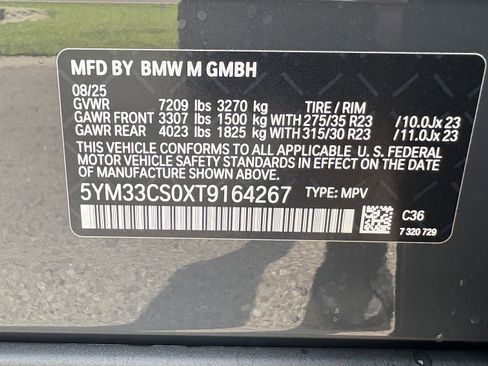 MFD BY BMW M GMBH
08/25
GVWR 7209 lbs 3270 kg TIRE / RIM
GAWR FRONT 3307 lbs 1500 kg WITH 275/35 R23 /10.0Jx 23
GAWR REAR 4023 lbs 1825 kg WITH 315/30 R23 /11.0Jx 23
THIS VEHICLE CONFORMS TO ALL APPLICABLE U. S. FEDERAL
MOTOR VEHICLE SAFETY STANDARDS IN EFFECT ON THE DATE
OF MANUFACTURE SHOWN ABOVE.
5YM33CS0XT9164267 TYPE: MPV
C36
7 320 729